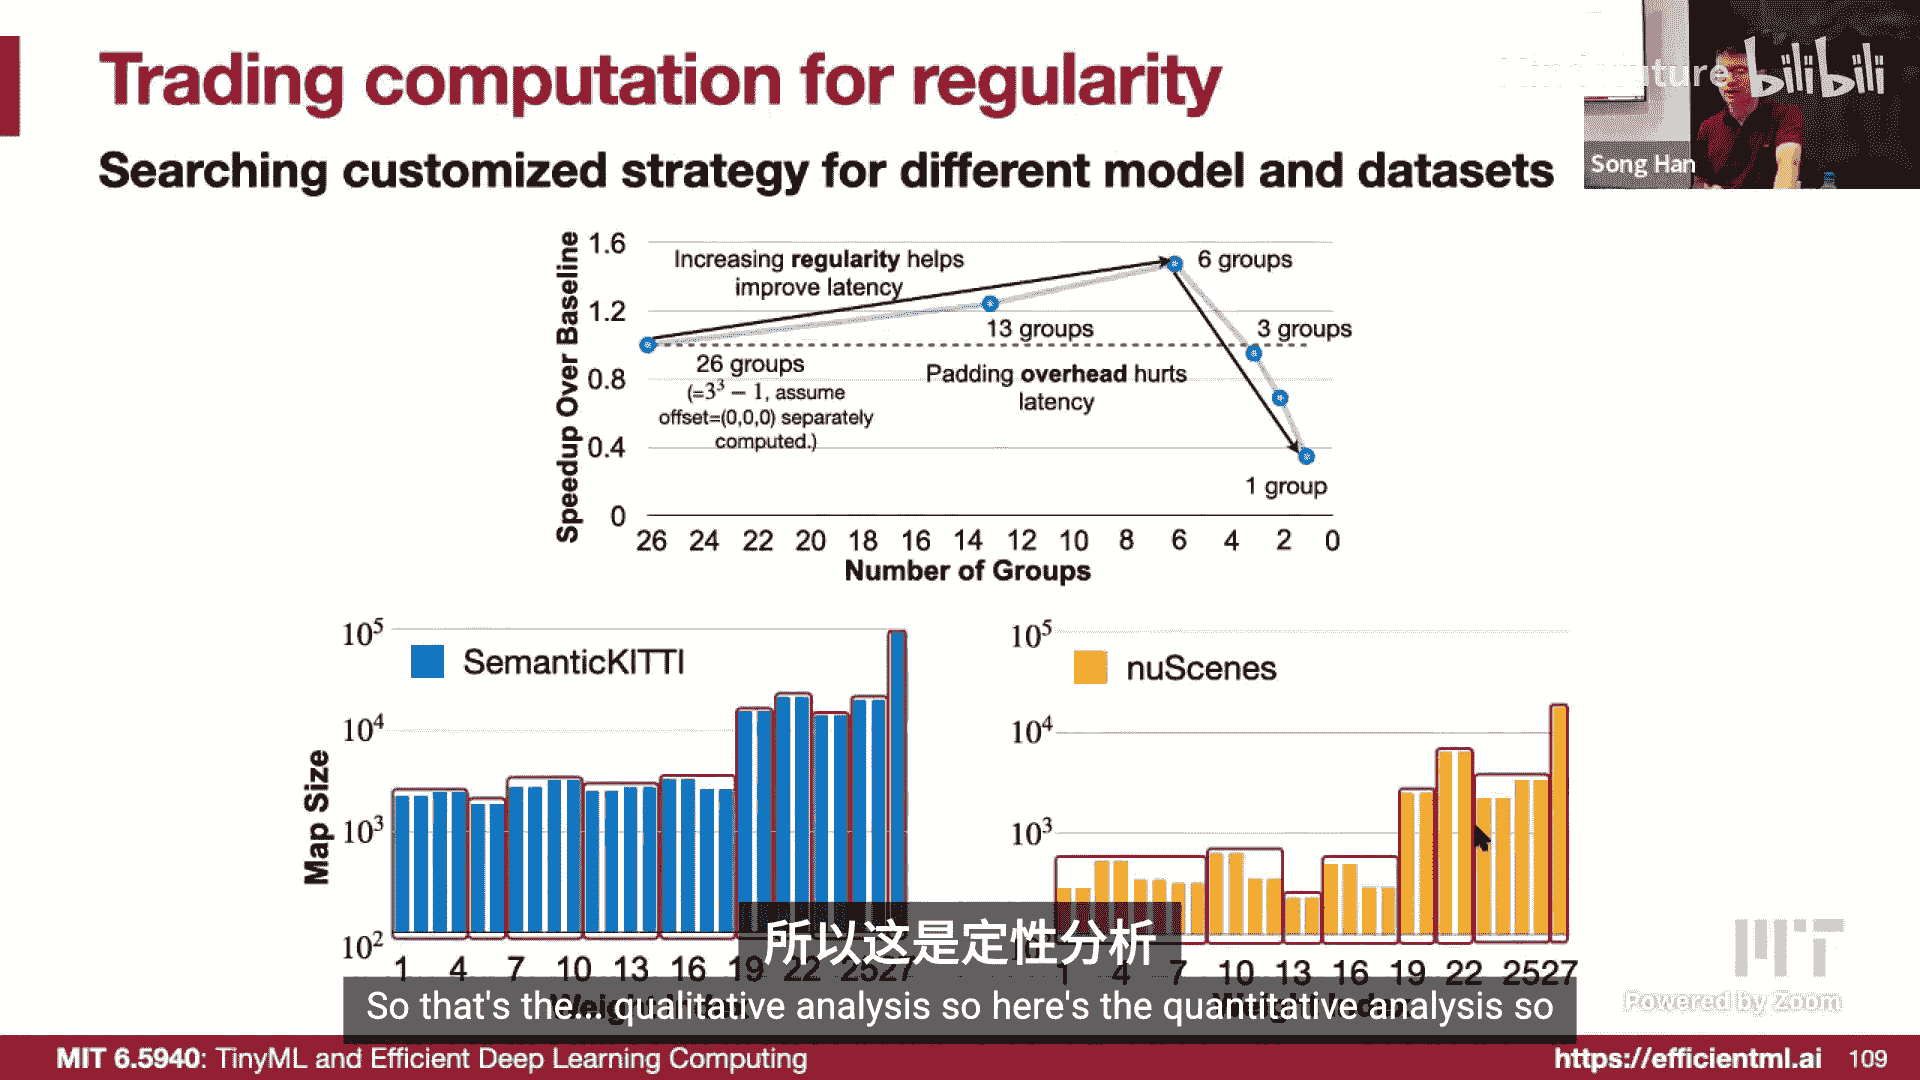 Trading computation for regularity
Searching customized strategy for different model and datasets
bilibili
Song Han
Speedup Over Baseline
1.6
1.2
0.8
0.4
0
Increasing regularity helps
improve latency
6 groups
13 groups
3 groups
26 groups
(=3³ − 1, assume
offset=(0,0,0) separately
computed.)
Padding overhead hurts
latency
1 group
26 24 22 20 18 16 14 12 10 8 6 4 2 0
Number of Groups
Map Size
10⁵
10⁴
10³
10²
SemanticKITTI
1 4 7 10 13 16 19 22 2527
10⁵
10⁴
10³
nuScenes
1 4 7 10 13 16 19 22 2527
所以这是定性分析
So that's the... qualitative analysis so here's the quantitative analysis so
MIT
Powered by Zoom
MIT 6.5940: TinyML and Efficient Deep Learning Computing
https://efficientml.ai
109